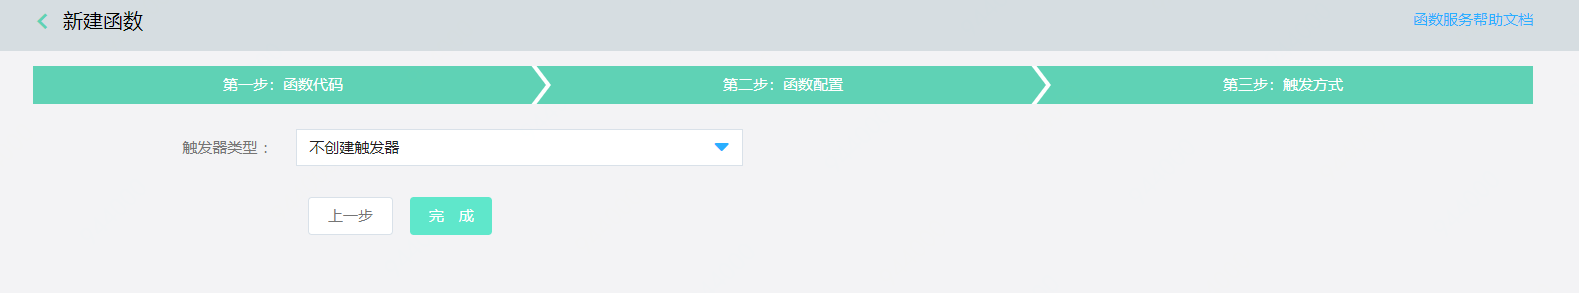 新建函数
函数服务帮助文档
第一步：函数代码
第二步：函数配置
第三步：触发方式
触发器类型：
不创建触发器
上一步
完 成